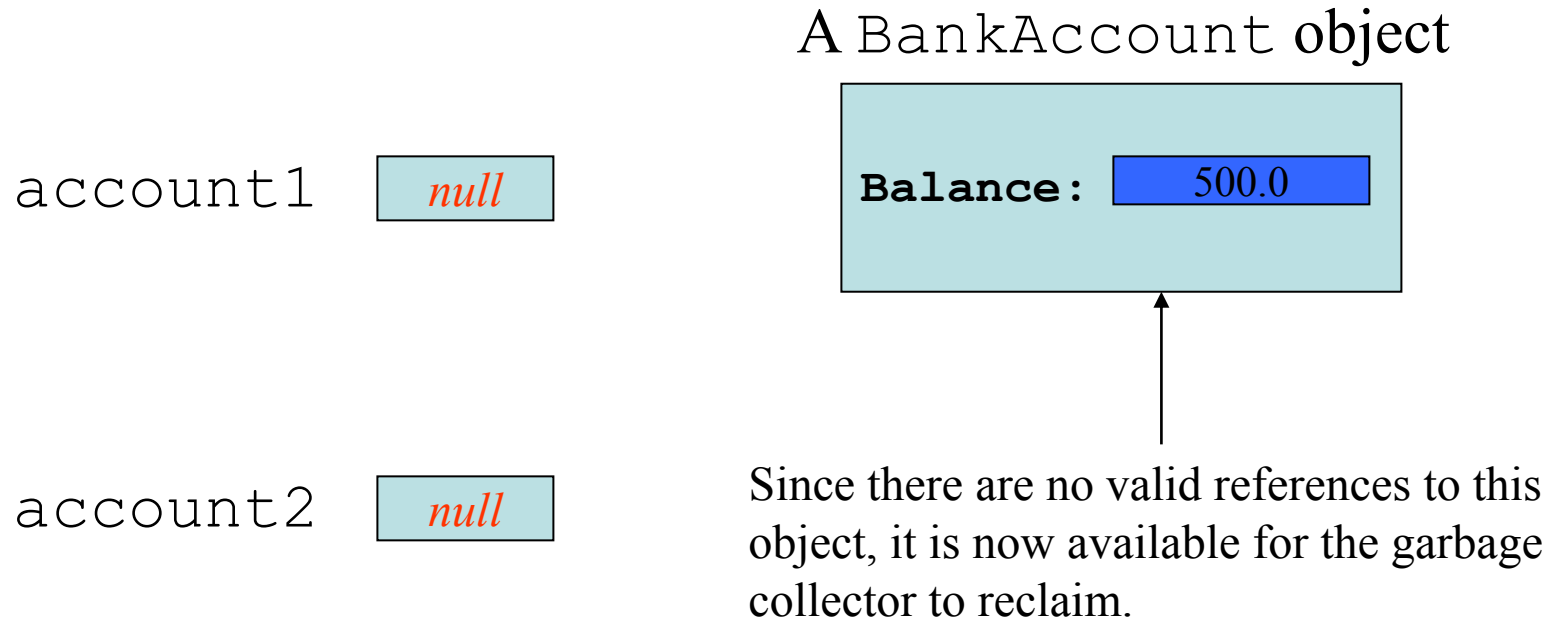 A BankAccount object
account1 null
Balance: 500.0
account2 null
Since there are no valid references to this
object, it is now available for the garbage
collector to reclaim.